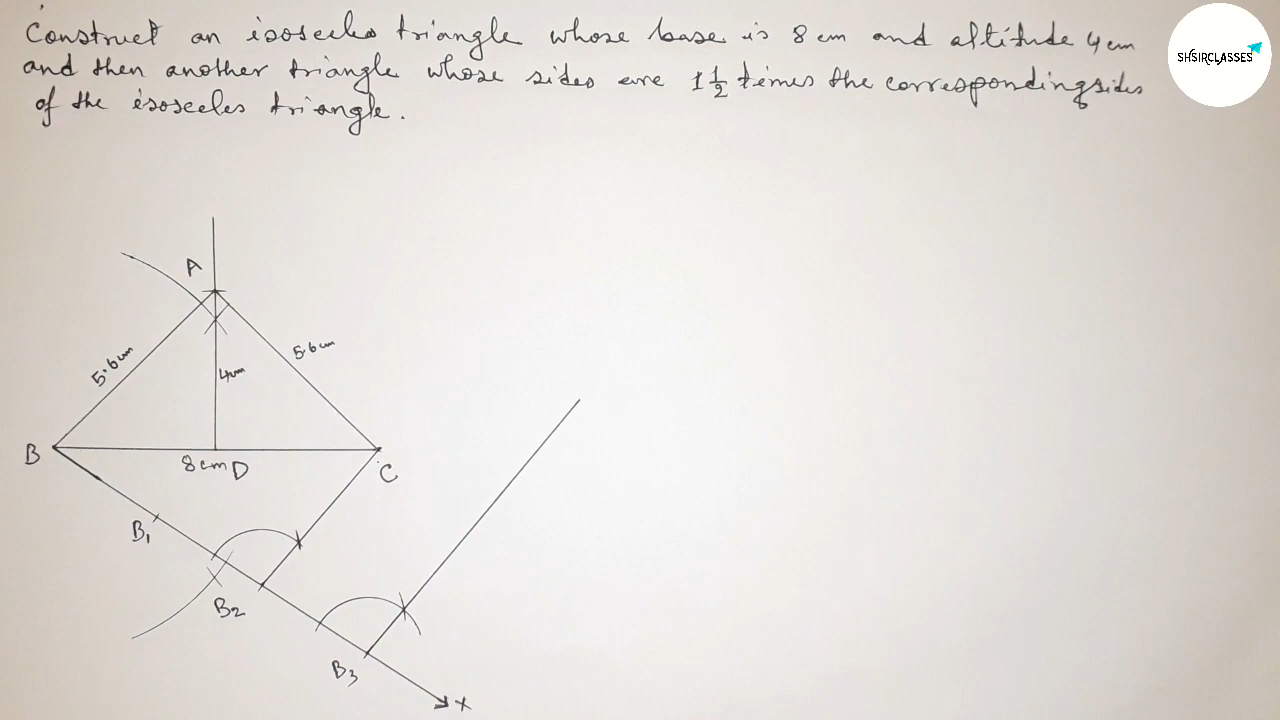 Construct an isosceles triangle whose base is 8 cm and altitude 4 cm
and then another triangle whose sides are 1 1/2 times the corresponding sides
of the isosceles triangle.
SHSIRCLASSES
A
5.6 cm
5.6 cm
4 cm
B
8 cm D
C
B1
B2
B3
X